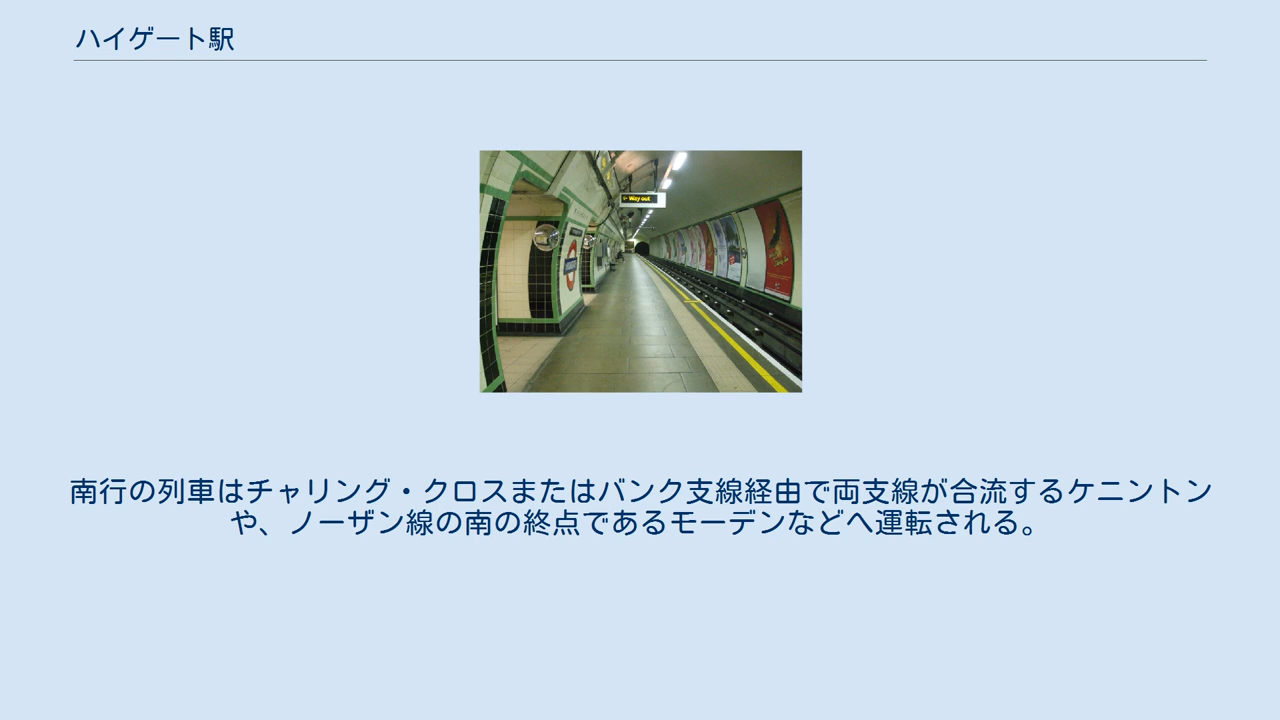 ハイゲート駅
Way out
南行の列車はチャリング・クロスまたはバンク支線経由で両支線が合流するケニントン
や、ノーザン線の南の終点であるモーデンなどへ運転される。